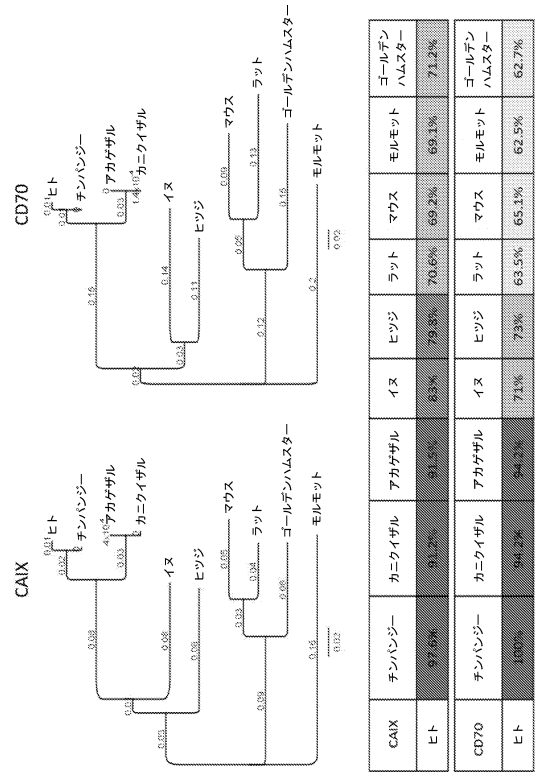 CAIX
0.01
ヒト
0.02
チンパンジー
0.08
4×10⁻⁴
アカゲザル
0.03
カニクイザル
0.08
イヌ
ヒツジ
0.05
マウス
0.03
0.04
ラット
ゴールデンハムスター
0.09
モルモット
0.02
CD70
0.01
ヒト
チンパンジー
0
アカゲザル
0.03
カニクイザル
0.14
イヌ
0.03
0.11
ヒツジ
0.09
マウス
0.13
ラット
ゴールデンハムスター
0.12
0.2
モルモット
0.02
CAIX チンパンジー カニクイザル アカゲザル イヌ ヒツジ ラット マウス モルモット ゴールデンハムスター
ヒト 97.6% 91.2% 91.5% 83% 79.8% 70.6% 69.2% 69.1% 71.2%
CD70 チンパンジー カニクイザル アカゲザル イヌ ヒツジ ラット マウス モルモット ゴールデンハムスター
ヒト 100% 94.2% 94.2% 71% 73% 63.5% 65.1% 62.5% 62.7%